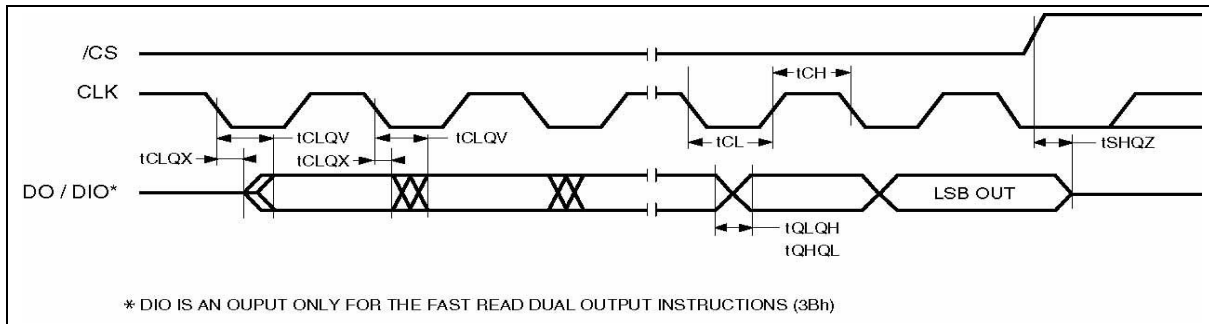 /CS
tCH
CLK
tCLQV
tCLQV
tCL
tSHQZ
tCLQX
tCLQX
DO / DIO*
LSB OUT
tQLQH
tQHQL
* DIO IS AN OUPUT ONLY FOR THE FAST READ DUAL OUTPUT INSTRUCTIONS (3Bh)